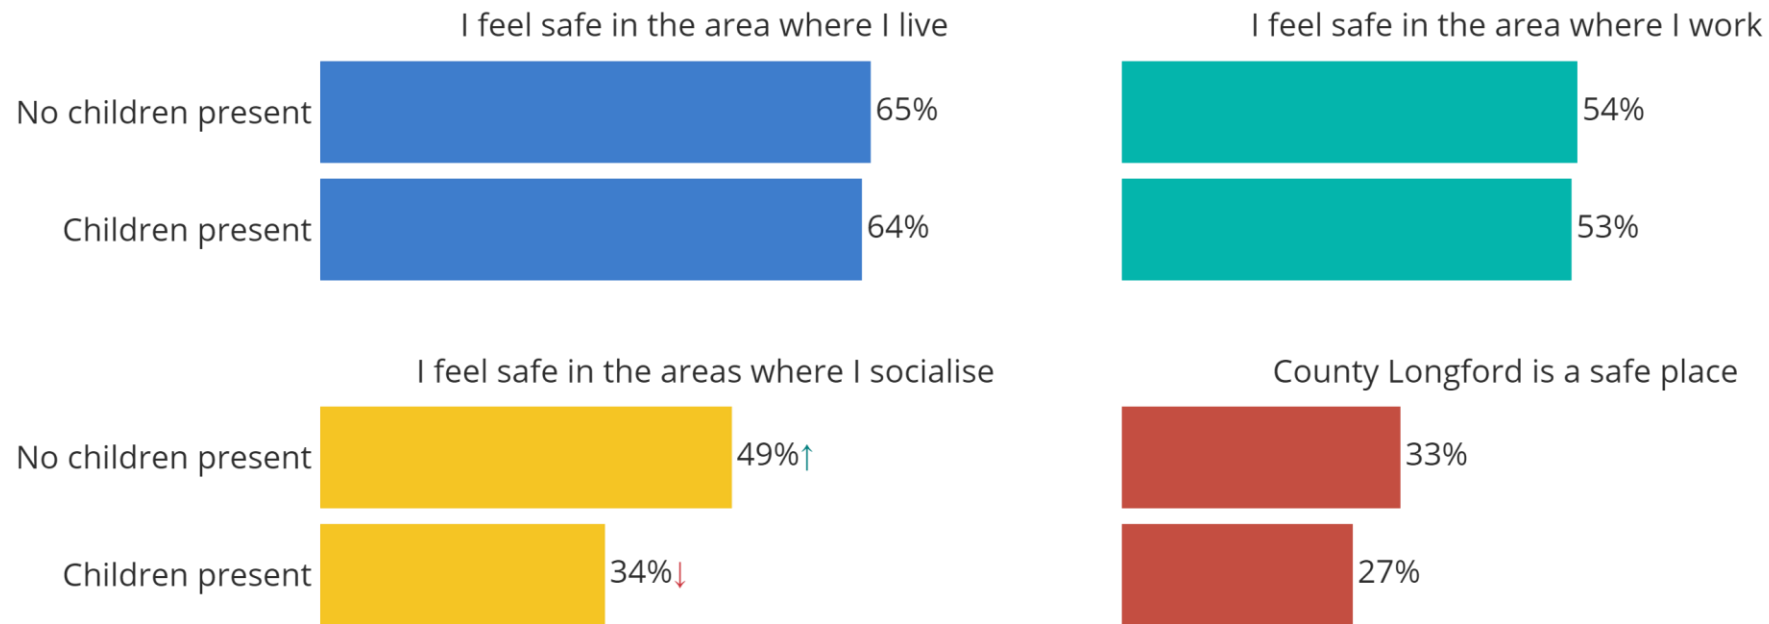 I feel safe in the area where I live
No children present 65%
Children present 64%
I feel safe in the area where I work
54%
53%
I feel safe in the areas where I socialise
No children present 49%↑
Children present 34%↓
County Longford is a safe place
33%
27%